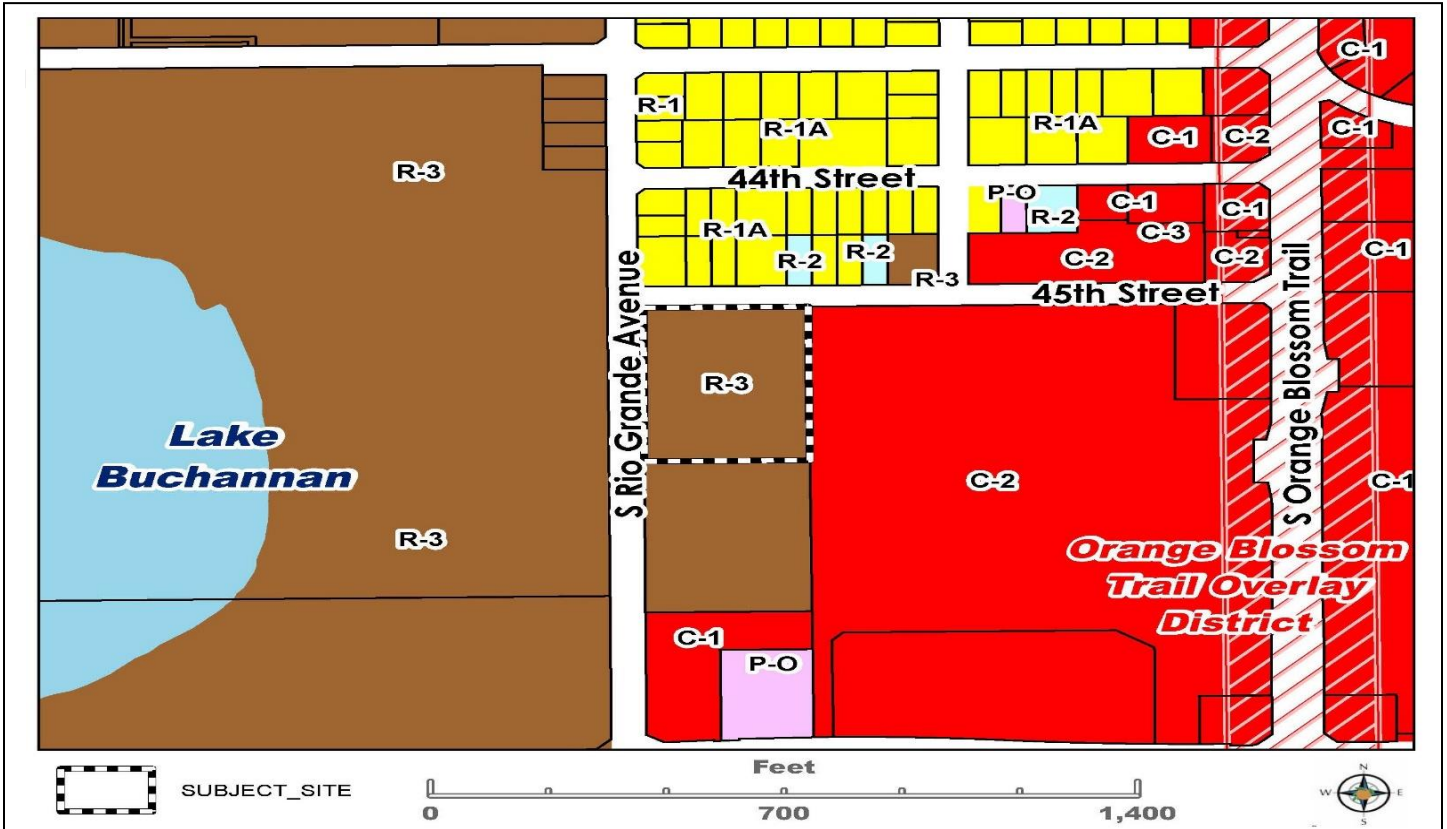 C-1
R-1
R-1A
R-1A
C-1
C-2
C-1
R-3
44th Street
P-O
R-2
C-1
C-1
R-1A
C-3
R-2
R-2
C-2
C-2
C-1
R-3
45th Street
S Rio Grande Avenue
S Orange Blossom Trail
R-3
Lake
Buchannan
C-2
C-1
R-3
Orange Blossom
Trail Overlay
District
C-1
P-O
SUBJECT_SITE
Feet
0
700
1,400
N
W
E
S